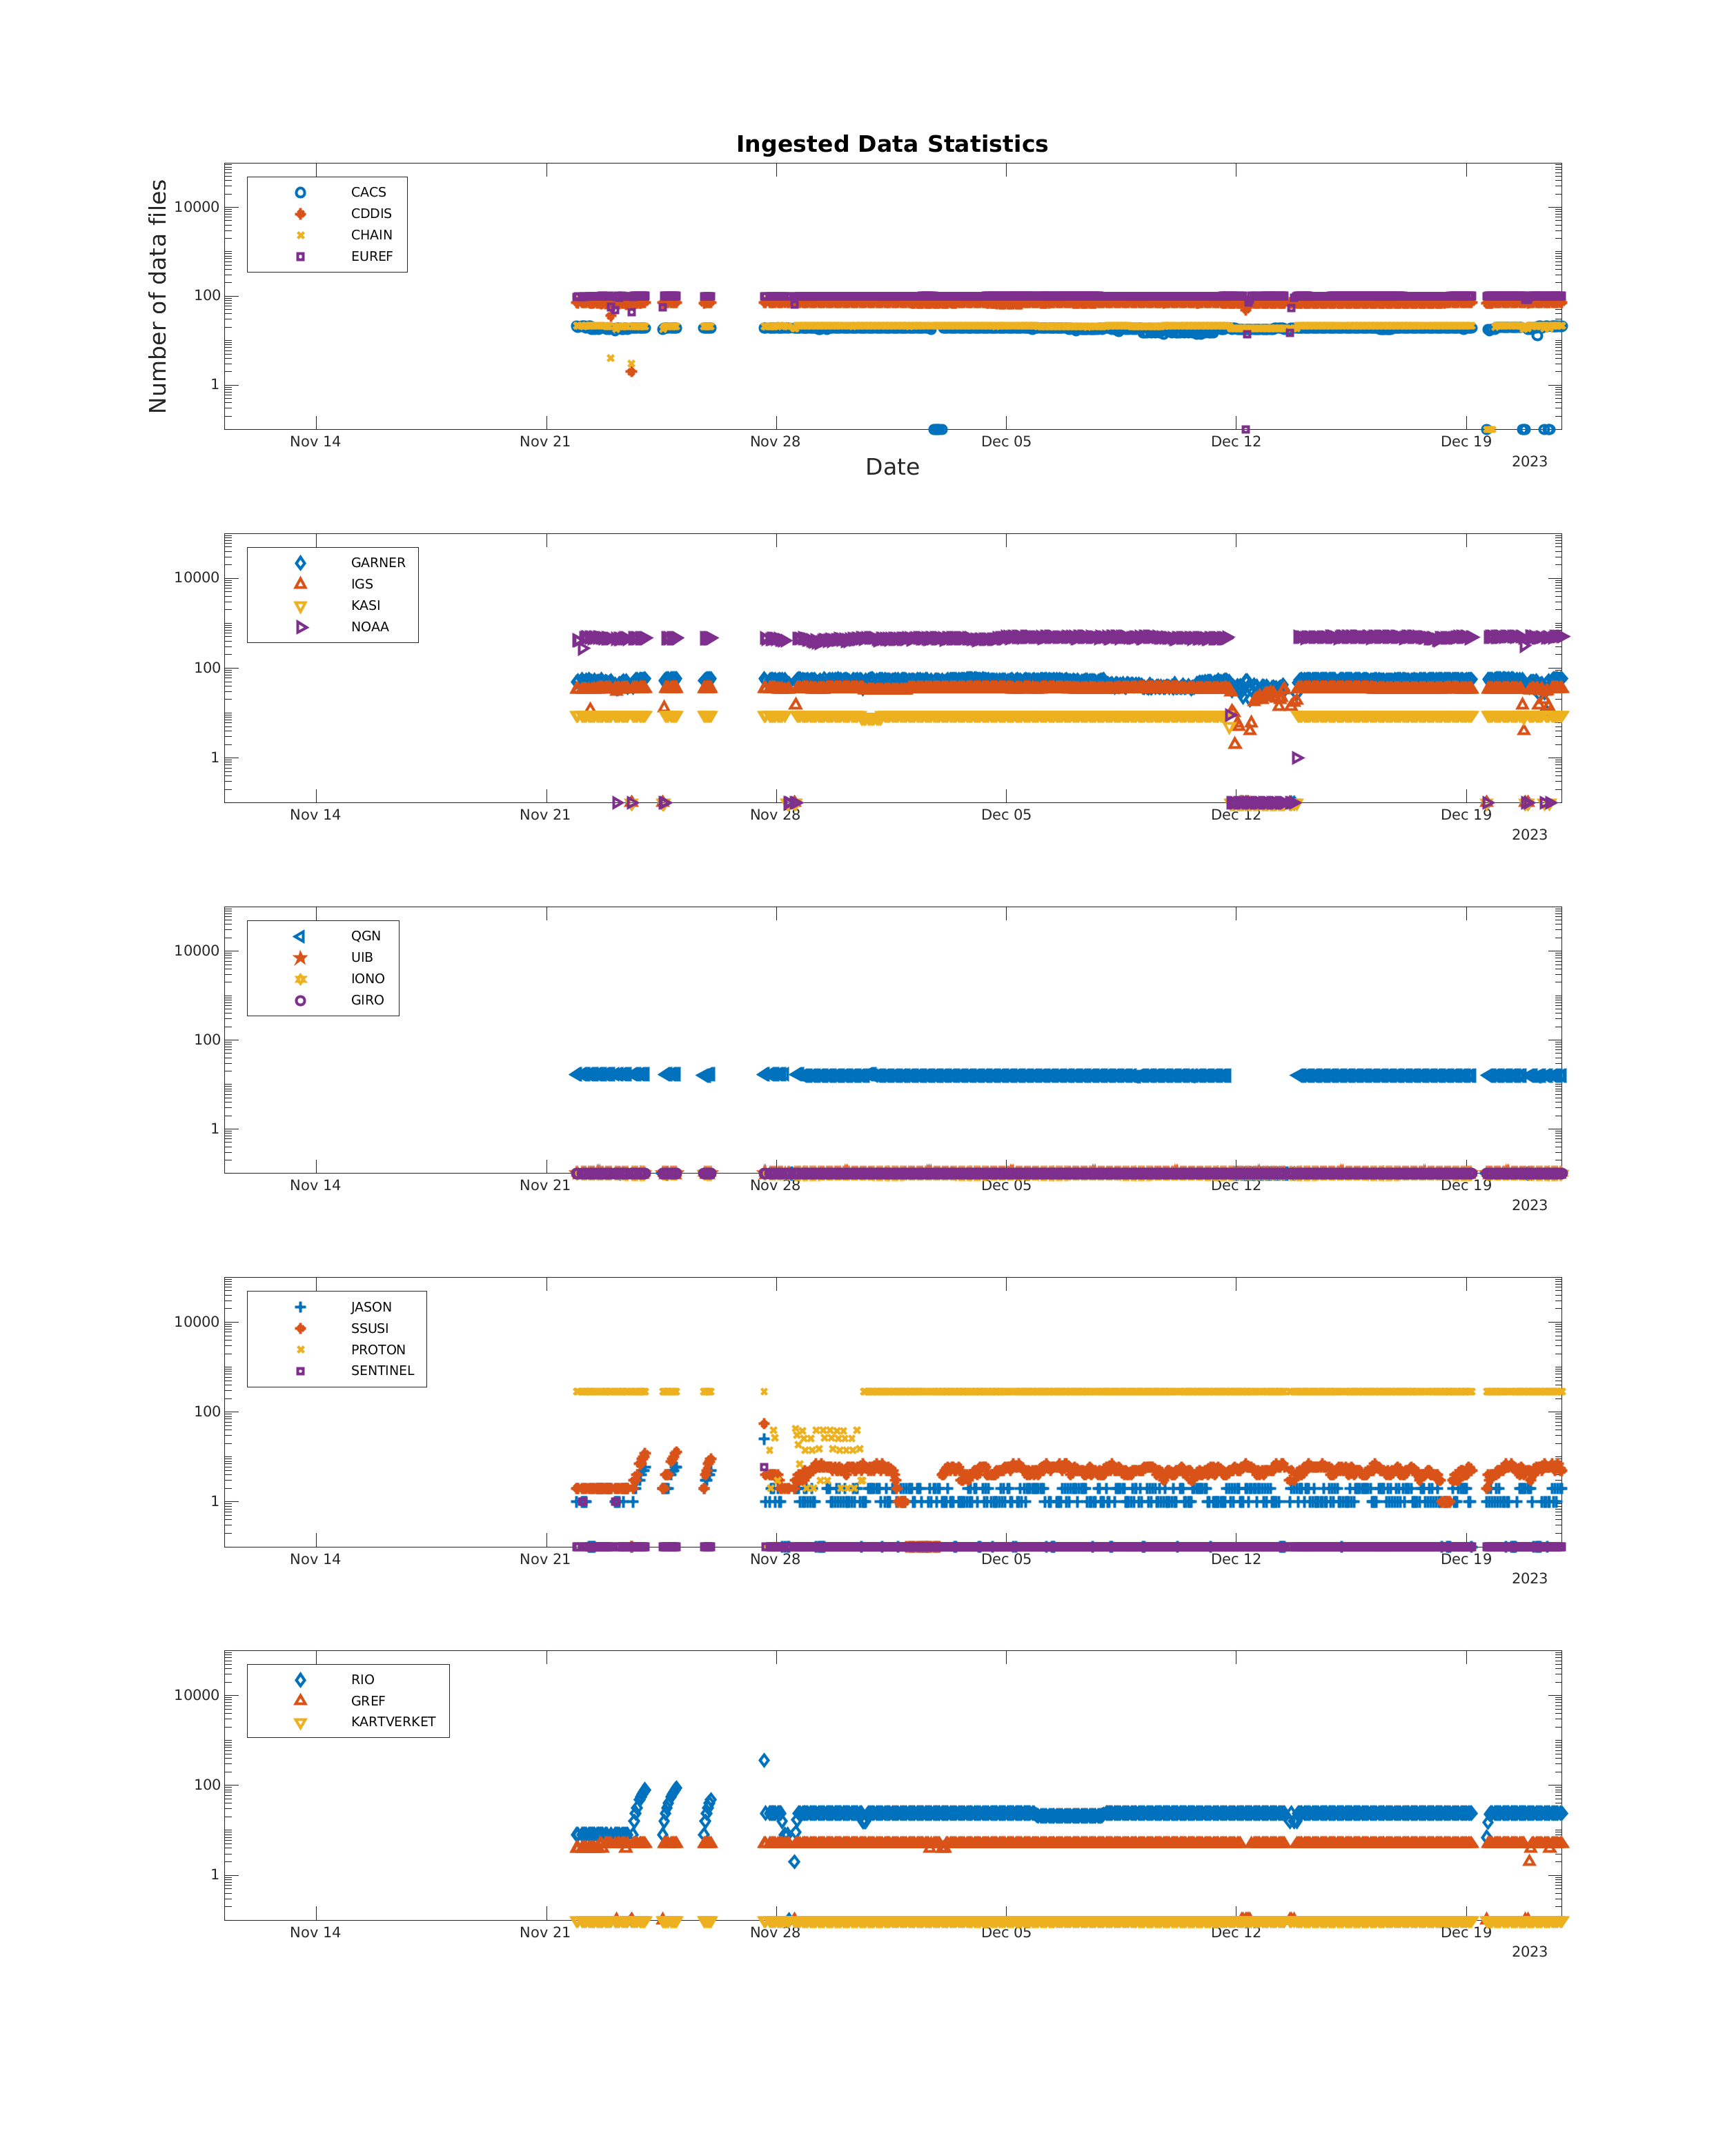 Ingested Data Statistics
Number of data files
10000
100
1
CACS
CDDIS
CHAIN
EUREF
Nov 14 Nov 21 Nov 28 Dec 05 Dec 12 Dec 19
2023
Date
10000
100
1
GARNER
IGS
KASI
NOAA
Nov 14 Nov 21 Nov 28 Dec 05 Dec 12 Dec 19
2023
10000
100
1
QGN
UIB
IONO
GIRO
Nov 14 Nov 21 Nov 28 Dec 05 Dec 12 Dec 19
2023
10000
100
1
JASON
SSUSI
PROTON
SENTINEL
Nov 14 Nov 21 Nov 28 Dec 05 Dec 12 Dec 19
2023
10000
100
1
RIO
GREF
KARTVERKET
Nov 14 Nov 21 Nov 28 Dec 05 Dec 12 Dec 19
2023